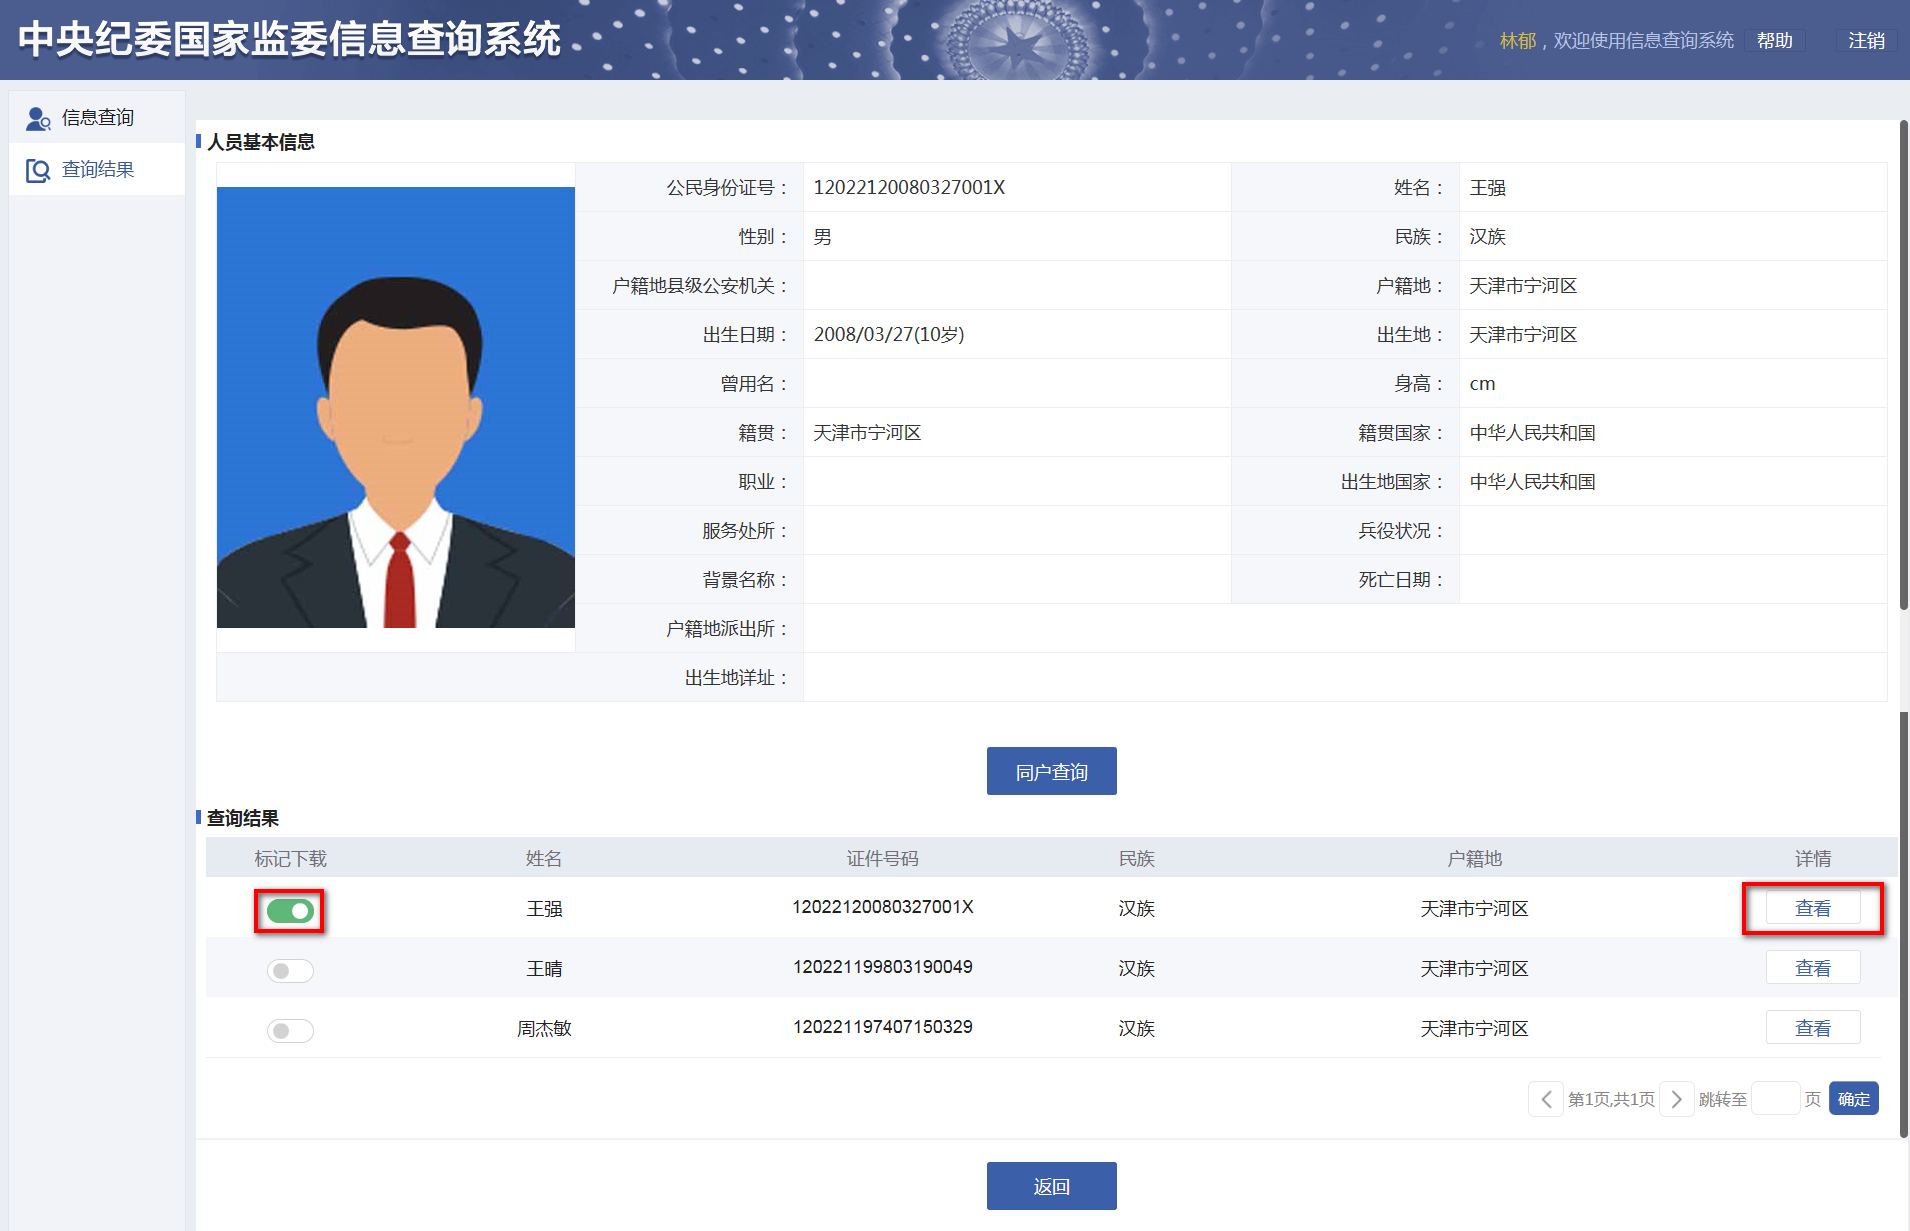 中央纪委国家监委信息查询系统
林郁，欢迎使用信息查询系统 帮助 注销
信息查询
查询结果
人员基本信息
公民身份证号： 12022120080327001X 姓名： 王强
性别： 男 民族： 汉族
户籍地县级公安机关： 户籍地： 天津市宁河区
出生日期： 2008/03/27(10岁) 出生地： 天津市宁河区
曾用名： 身高： cm
籍贯： 天津市宁河区 籍贯国家： 中华人民共和国
职业： 出生地国家： 中华人民共和国
服务处所： 兵役状况：
背景名称： 死亡日期：
户籍地派出所：
出生地详址：
同户查询
查询结果
标记下载 姓名 证件号码 民族 户籍地 详情
王强 12022120080327001X 汉族 天津市宁河区 查看
王晴 120221199803190049 汉族 天津市宁河区 查看
周杰敏 120221197407150329 汉族 天津市宁河区 查看
第1页,共1页 跳转至 页 确定
返回